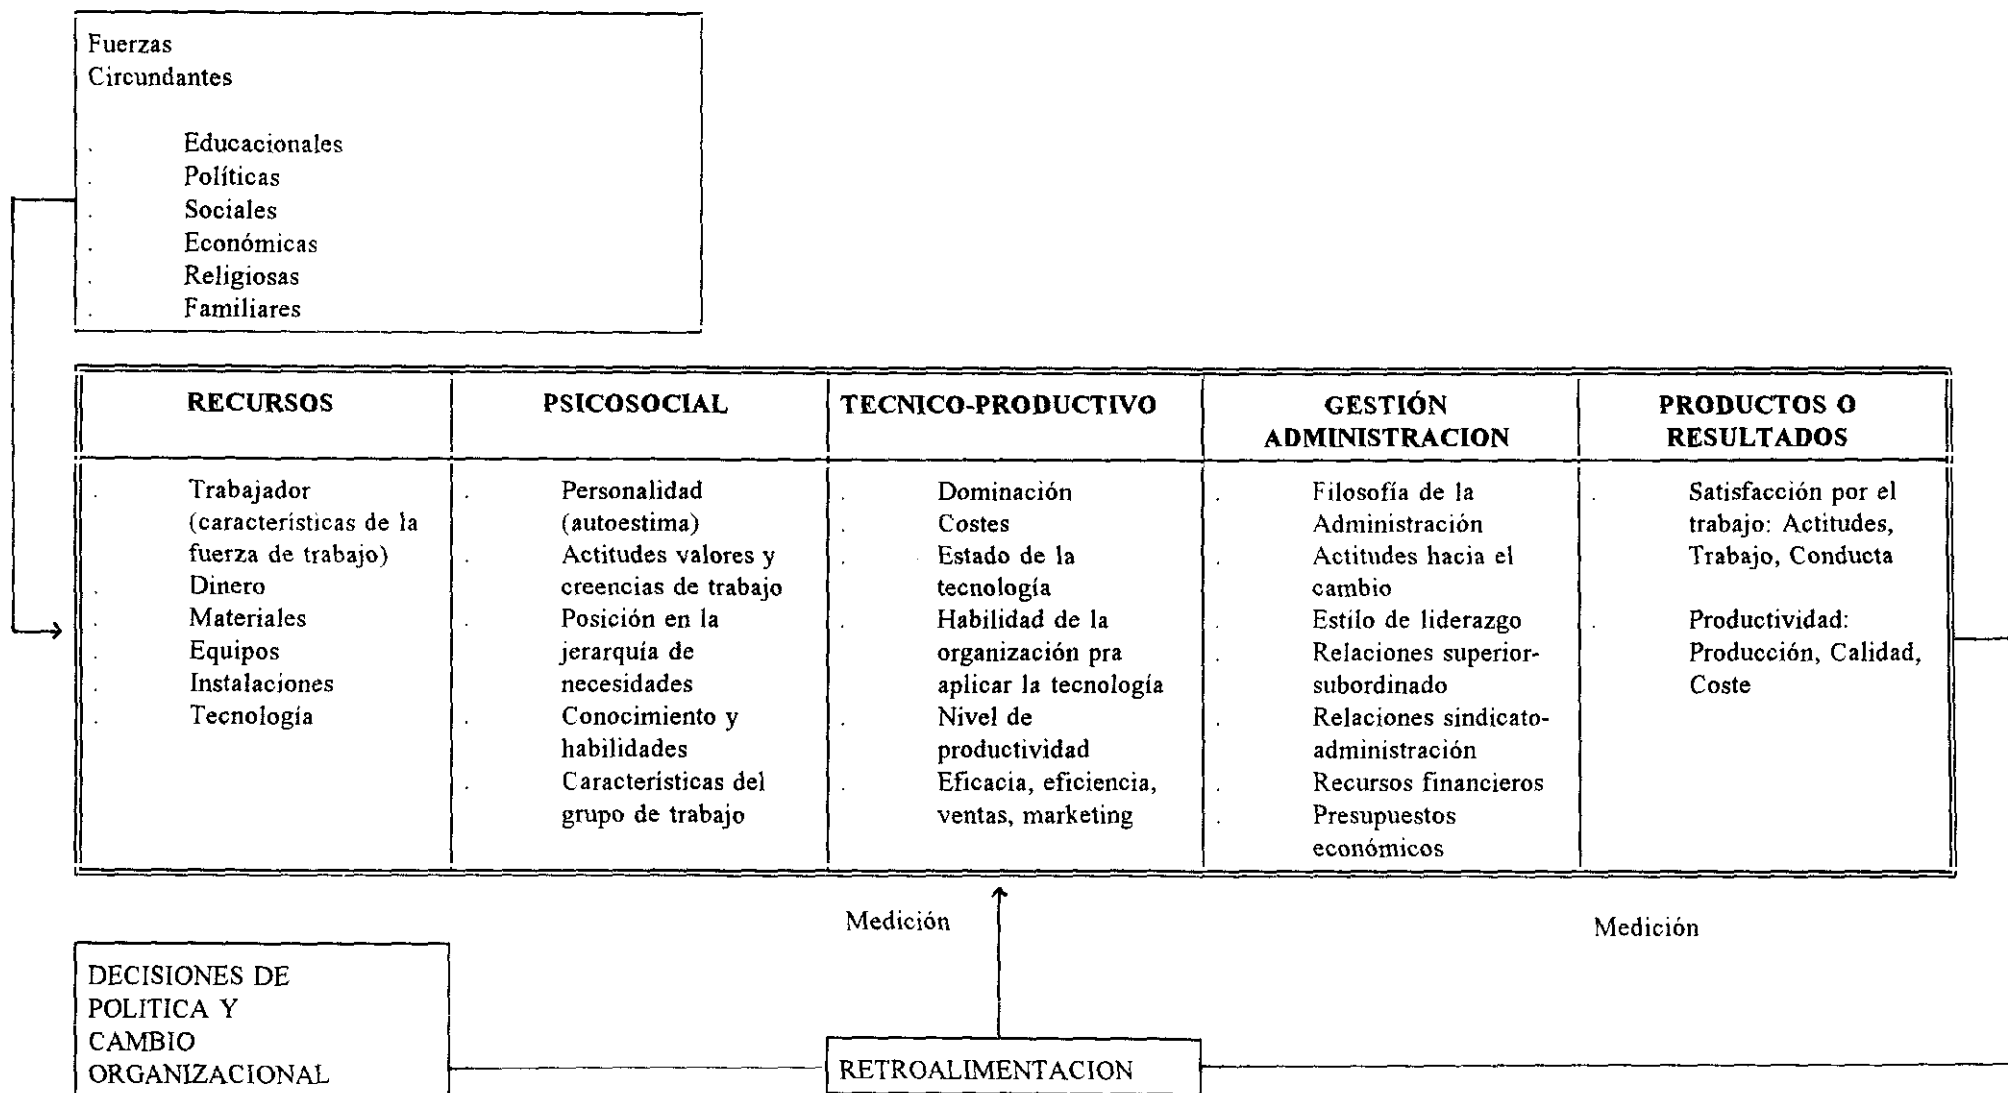 Fuerzas
Circundantes
. Educacionales
. Políticas
. Sociales
. Económicas
. Religiosas
. Familiares
RECURSOS
. Trabajador
(características de la
fuerza de trabajo)
. Dinero
. Materiales
. Equipos
. Instalaciones
. Tecnología
PSICOSOCIAL
. Personalidad
(autoestima)
. Actitudes valores y
creencias de trabajo
. Posición en la
jerarquía de
necesidades
. Conocimiento y
habilidades
. Características del
grupo de trabajo
TECNICO-PRODUCTIVO
. Dominación
. Costes
. Estado de la
tecnología
. Habilidad de la
organización pra
aplicar la tecnología
. Nivel de
productividad
. Eficacia, eficiencia,
ventas, marketing
GESTIÓN
ADMINISTRACION
. Filosofía de la
Administración
. Actitudes hacia el
cambio
. Estilo de liderazgo
. Relaciones superior-
subordinado
. Relaciones sindicato-
administración
. Recursos financieros
. Presupuestos
económicos
PRODUCTOS O
RESULTADOS
. Satisfacción por el
trabajo: Actitudes,
Trabajo, Conducta
. Productividad:
Producción, Calidad,
Coste
Medición
Medición
DECISIONES DE
POLITICA Y
CAMBIO
ORGANIZACIONAL
RETROALIMENTACION